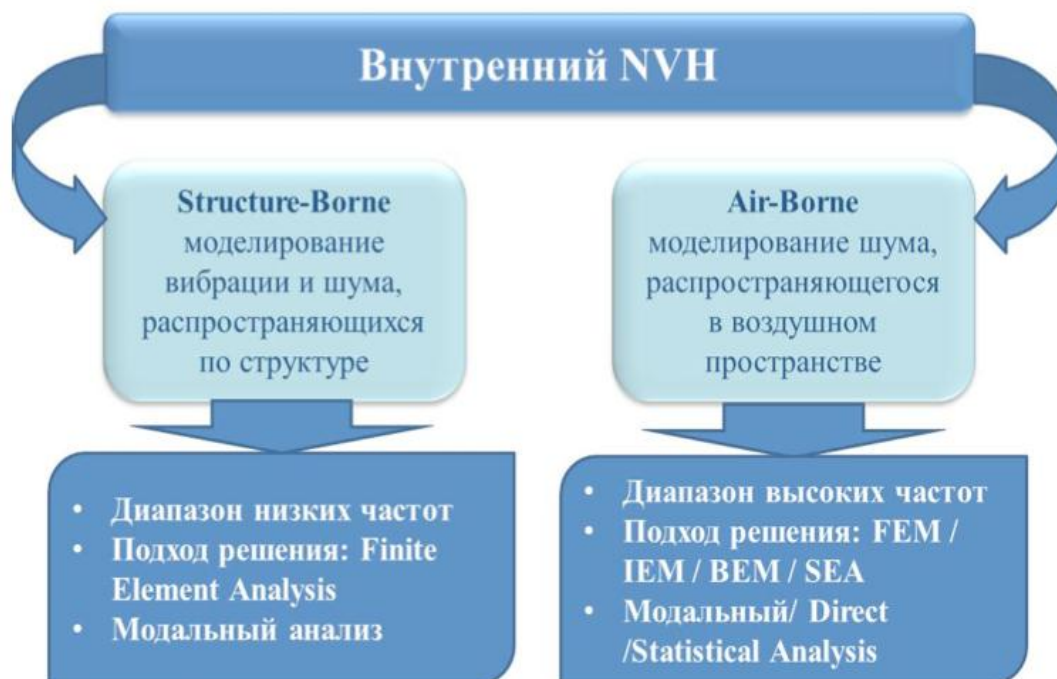 Внутренний NVH
Structure-Borne
моделирование
вибрации и шума,
распространяющихся
по структуре
• Диапазон низких частот
• Подход решения: Finite
Element Analysis
• Модальный анализ
Air-Borne
моделирование шума,
распространяющегося
в воздушном
пространстве
• Диапазон высоких частот
• Подход решения: FEM /
IEM / BEM / SEA
• Модальный/ Direct
/Statistical Analysis